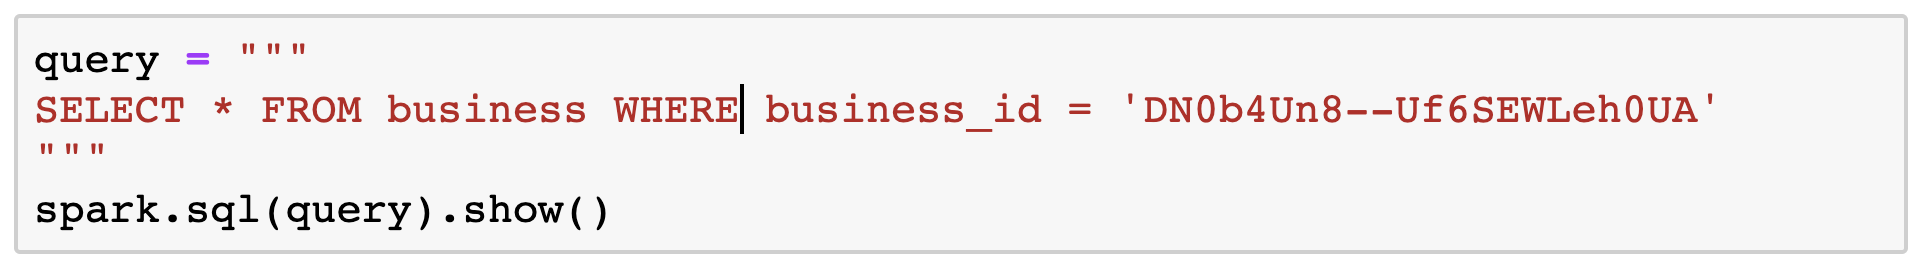 query = """
SELECT * FROM business WHERE business_id = 'DN0b4Un8--Uf6SEWLeh0UA'
"""
spark.sql(query).show()